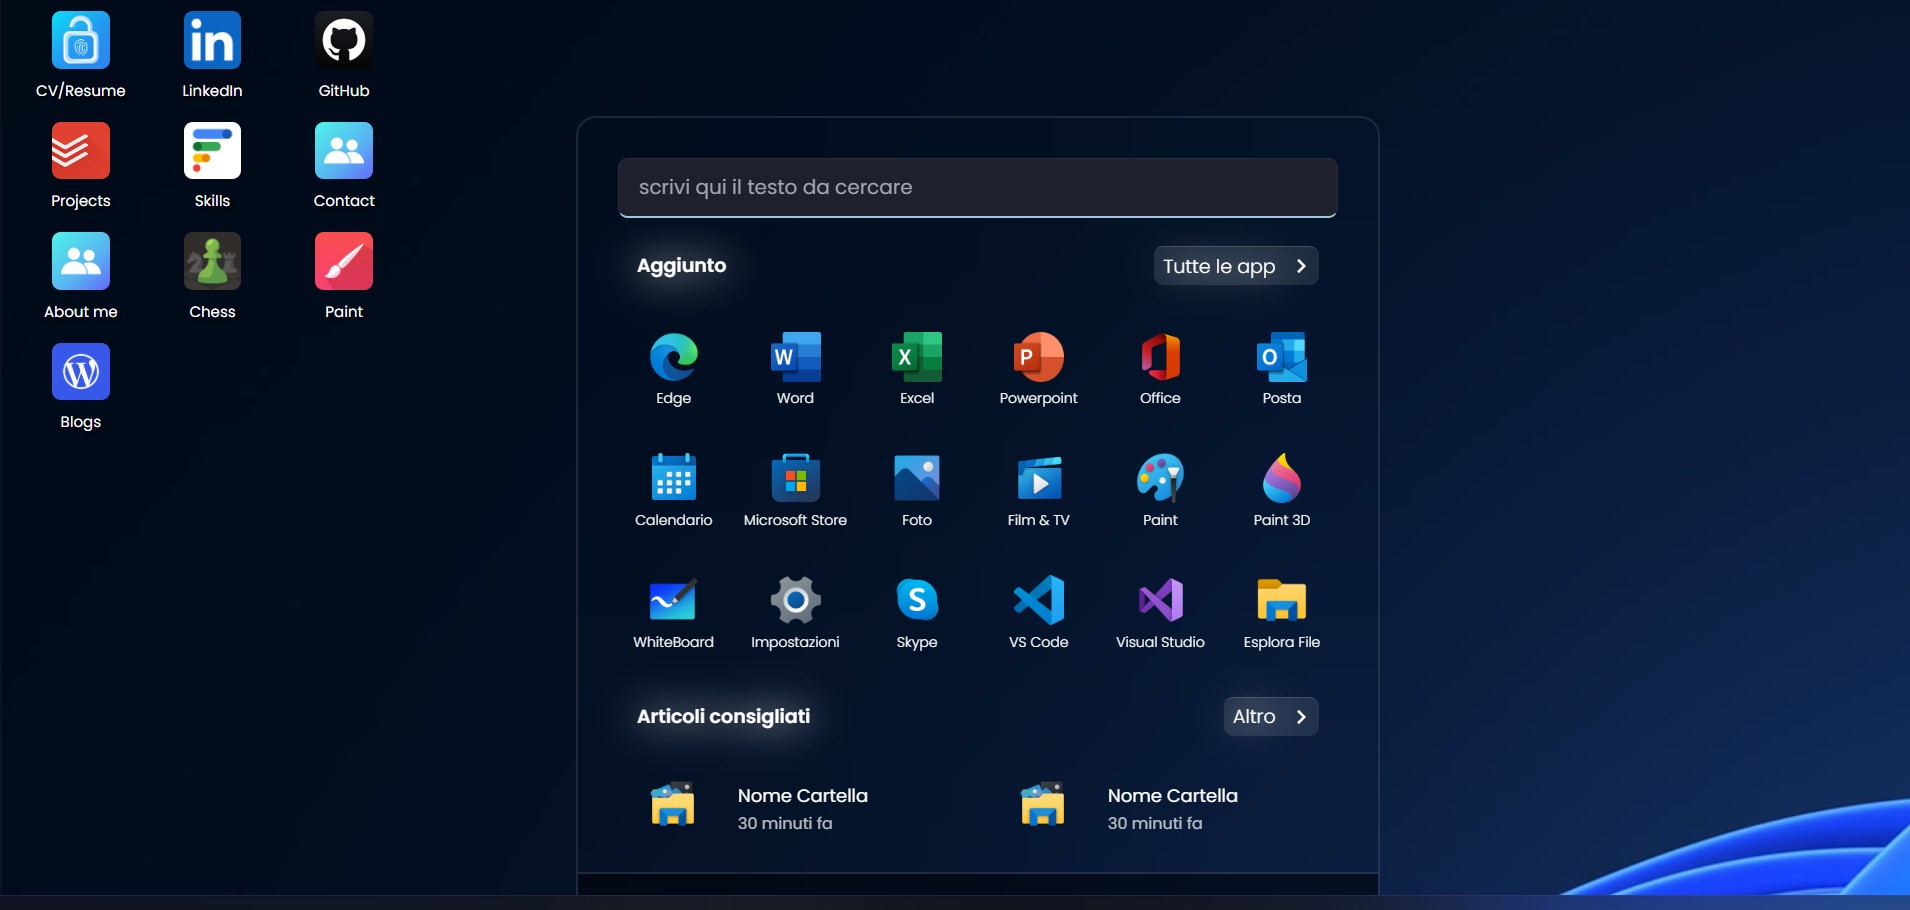 CV/Resume
LinkedIn
GitHub
Projects
Skills
Contact
About me
Chess
Paint
Blogs
scrivi qui il testo da cercare
Aggiunto
Tutte le app
Edge
Word
Excel
Powerpoint
Office
Posta
Calendario
Microsoft Store
Foto
Film & TV
Paint
Paint 3D
WhiteBoard
Impostazioni
Skype
VS Code
Visual Studio
Esplora File
Articoli consigliati
Altro
Nome Cartella
30 minuti fa
Nome Cartella
30 minuti fa